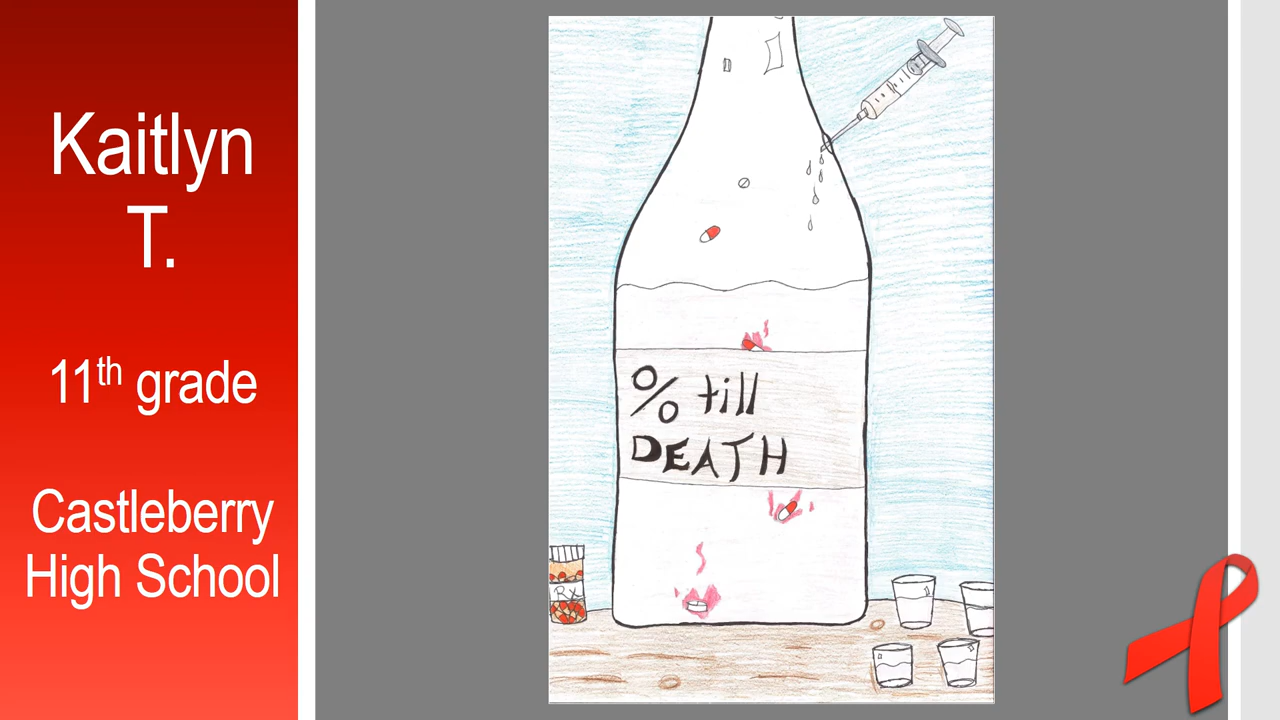 Kaitlyn
T.
11th grade
Castleberry
High School
% till
DEATH
Rx